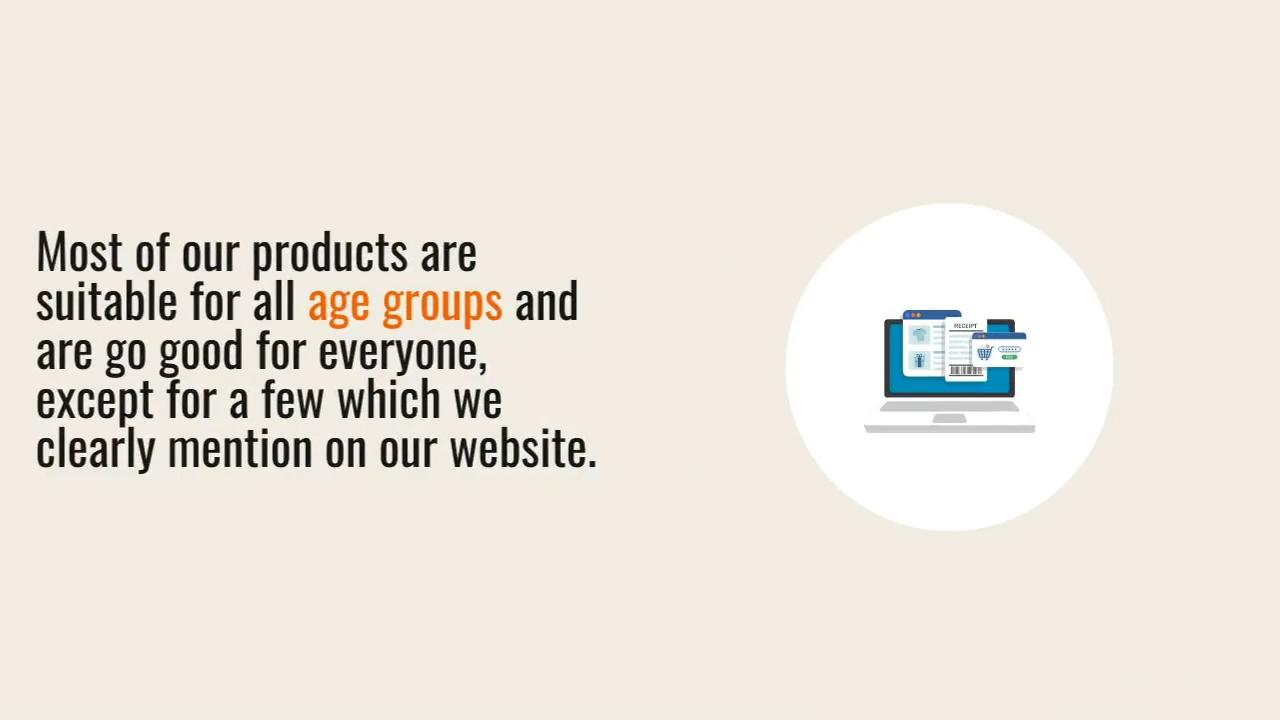 Most of our products are
suitable for all age groups and
are go good for everyone,
except for a few which we
clearly mention on our website.
RECEIPT